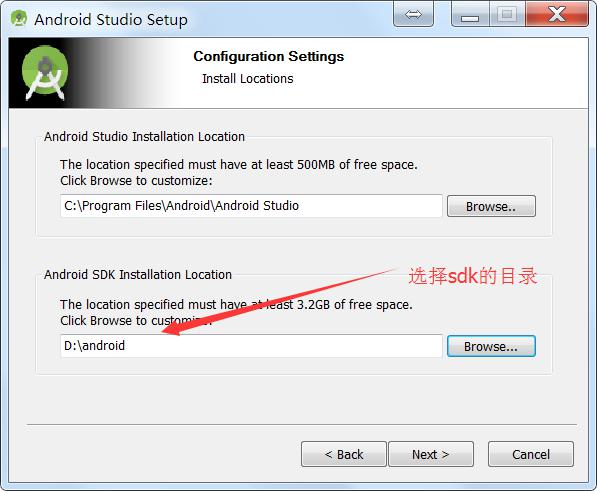 Android Studio Setup
Configuration Settings
Install Locations
Android Studio Installation Location
The location specified must have at least 500MB of free space.
Click Browse to customize:
C:\Program Files\Android\Android Studio
Browse..
选择sdk的目录
Android SDK Installation Location
The location specified must have at least 3.2GB of free space.
Click Browse to customize:
D:\android
Browse...
< Back
Next >
Cancel